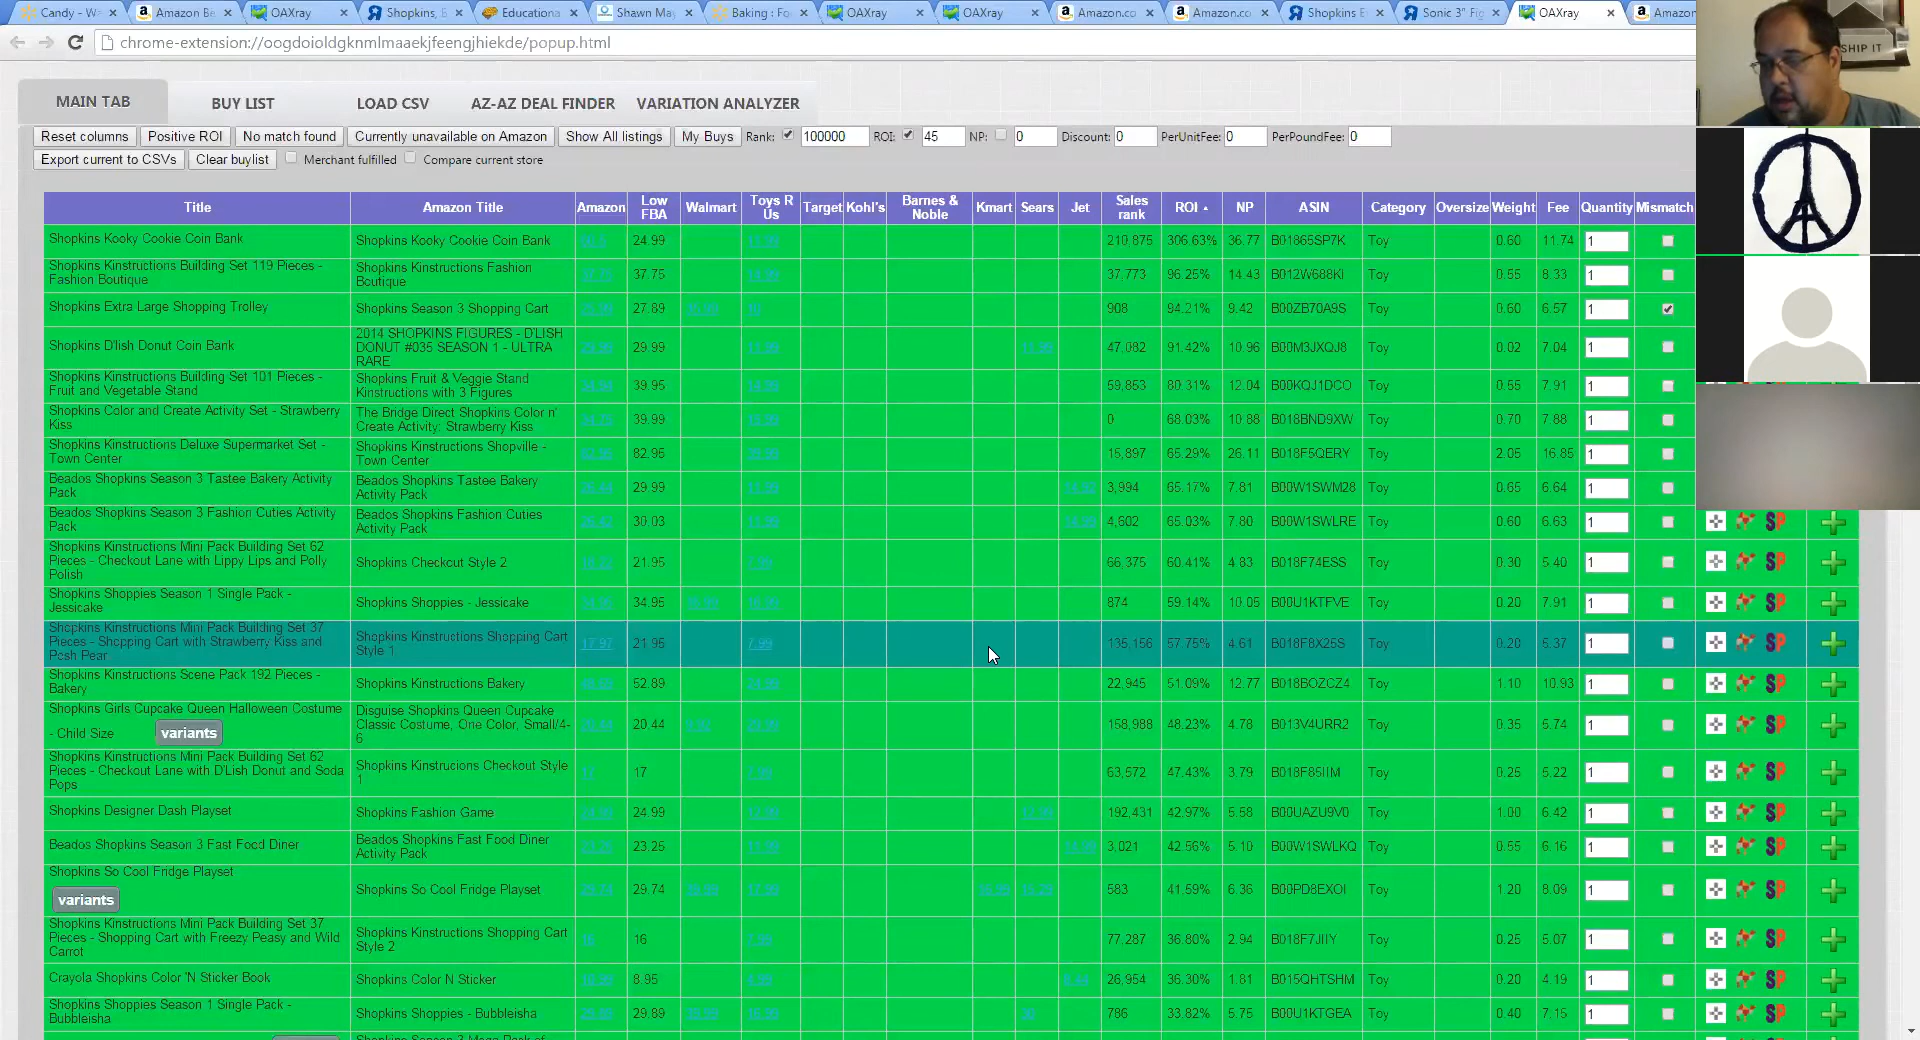 Candy - Wa
Amazon Be
OAXray
Shopkins, B
Educationa
Shawn May
Baking : Fo
OAXray
OAXray
Amazon.co
Amazon.co
Shopkins E
Sonic 3" Fig
OAXray
Amazon
chrome-extension://oogdoioldgknmlmaaekjfeengjhiekde/popup.html
SHIP IT
MAIN TAB BUY LIST LOAD CSV AZ-AZ DEAL FINDER VARIATION ANALYZER
Reset columns Positive ROI No match found Currently unavailable on Amazon Show All listings My Buys Rank: 100000 ROI: 45 NP: 0 Discount: 0 PerUnitFee: 0 PerPoundFee: 0
Export current to CSVs Clear buylist Merchant fulfilled Compare current store
Title Amazon Title Amazon Low FBA Walmart Toys R Us Target Kohl's Barnes & Noble Kmart Sears Jet Sales rank ROI NP ASIN Category Oversize Weight Fee Quantity Mismatch
Shopkins Kooky Cookie Coin Bank Shopkins Kooky Cookie Coin Bank 24.99 210,875 306.63% 36.77 B01865SP7K Toy 0.60 11.74 1
Shopkins Kinstructions Building Set 119 Pieces - Fashion Boutique Shopkins Kinstructions Fashion Boutique 37.75 37,773 96.25% 14.43 B012W688KI Toy 0.55 8.33 1
Shopkins Extra Large Shopping Trolley Shopkins Season 3 Shopping Cart 27.89 908 94.21% 9.42 B00ZB70A9S Toy 0.60 6.57 1
Shopkins D'lish Donut Coin Bank 2014 SHOPKINS FIGURES - D'LISH DONUT #035 SEASON 1 - ULTRA RARE 29.99 47,082 91.42% 10.96 B00M3JXQJ8 Toy 0.02 7.04 1
Shopkins Kinstructions Building Set 101 Pieces - Fruit and Vegetable Stand Shopkins Fruit & Veggie Stand Kinstructions with 3 Figures 39.95 59,853 80.31% 12.04 B00KQJ1DCO Toy 0.55 7.91 1
Shopkins Color and Create Activity Set - Strawberry Kiss The Bridge Direct Shopkins Color n' Create Activity: Strawberry Kiss 39.99 0 68.03% 10.88 B018BND9XW Toy 0.70 7.88 1
Shopkins Kinstructions Deluxe Supermarket Set - Town Center Shopkins Kinstructions Shopville - Town Center 82.95 15,897 65.29% 26.11 B018F5QERY Toy 2.05 16.85 1
Beados Shopkins Season 3 Tastee Bakery Activity Pack Beados Shopkins Tastee Bakery Activity Pack 29.99 3,994 65.17% 7.81 B00W1SWM28 Toy 0.65 6.64 1
Beados Shopkins Season 3 Fashion Cuties Activity Pack Beados Shopkins Fashion Cuties Activity Pack 30.03 4,602 65.03% 7.80 B00W1SWLRE Toy 0.60 6.63 1 SP
Shopkins Kinstructions Mini Pack Building Set 62 Pieces - Checkout Lane with Lippy Lips and Polly Polish Shopkins Checkout Style 2 21.95 7.99 66,375 60.41% 4.83 B018F74ESS Toy 0.30 5.40 1 SP
Shopkins Shoppies Season 1 Single Pack - Jessicake Shopkins Shoppies - Jessicake 34.95 874 59.14% 10.05 B00U1KTFVE Toy 0.20 7.91 1 SP
Shopkins Kinstructions Mini Pack Building Set 37 Pieces - Shopping Cart with Strawberry Kiss and Posh Pear Shopkins Kinstructions Shopping Cart Style 1 17.97 21.95 7.99 135,156 57.75% 4.61 B018F8X25S Toy 0.20 5.37 1 SP
Shopkins Kinstructions Scene Pack 192 Pieces - Bakery Shopkins Kinstructions Bakery 52.89 22,945 51.09% 12.77 B018BOZCZ4 Toy 1.10 10.93 1 SP
Shopkins Girls Cupcake Queen Halloween Costume - Child Size variants Disguise Shopkins Queen Cupcake Classic Costume, One Color, Small/4-6 20.44 158,988 48.23% 4.78 B013V4URR2 Toy 0.35 5.74 1 SP
Shopkins Kinstructions Mini Pack Building Set 62 Pieces - Checkout Lane with D'Lish Donut and Soda Pops Shopkins Kinstrucions Checkout Style 1 17 17 7.99 63,572 47.43% 3.79 B018F85IIM Toy 0.25 5.22 1 SP
Shopkins Designer Dash Playset Shopkins Fashion Game 24.99 192,431 42.97% 5.58 B00UAZU9V0 Toy 1.00 6.42 1 SP
Beados Shopkins Season 3 Fast Food Diner Beados Shopkins Fast Food Diner Activity Pack 23.25 3,021 42.56% 5.10 B00W1SWLKQ Toy 0.55 6.16 1 SP
Shopkins So Cool Fridge Playset variants Shopkins So Cool Fridge Playset 29.74 583 41.59% 6.36 B00PD8EXOI Toy 1.20 8.09 1 SP
Shopkins Kinstructions Mini Pack Building Set 37 Pieces - Shopping Cart with Freezy Peasy and Wild Carrot Shopkins Kinstructions Shopping Cart Style 2 16 16 7.99 77,287 36.80% 2.94 B018F7JIIY Toy 0.25 5.07 1 SP
Crayola Shopkins Color 'N Sticker Book Shopkins Color N Sticker 8.95 26,954 36.30% 1.81 B015QHTSHM Toy 0.20 4.19 1 SP
Shopkins Shoppies Season 1 Single Pack - Bubbleisha Shopkins Shoppies - Bubbleisha 29.89 786 33.82% 5.75 B00U1KTGEA Toy 0.40 7.15 1 SP